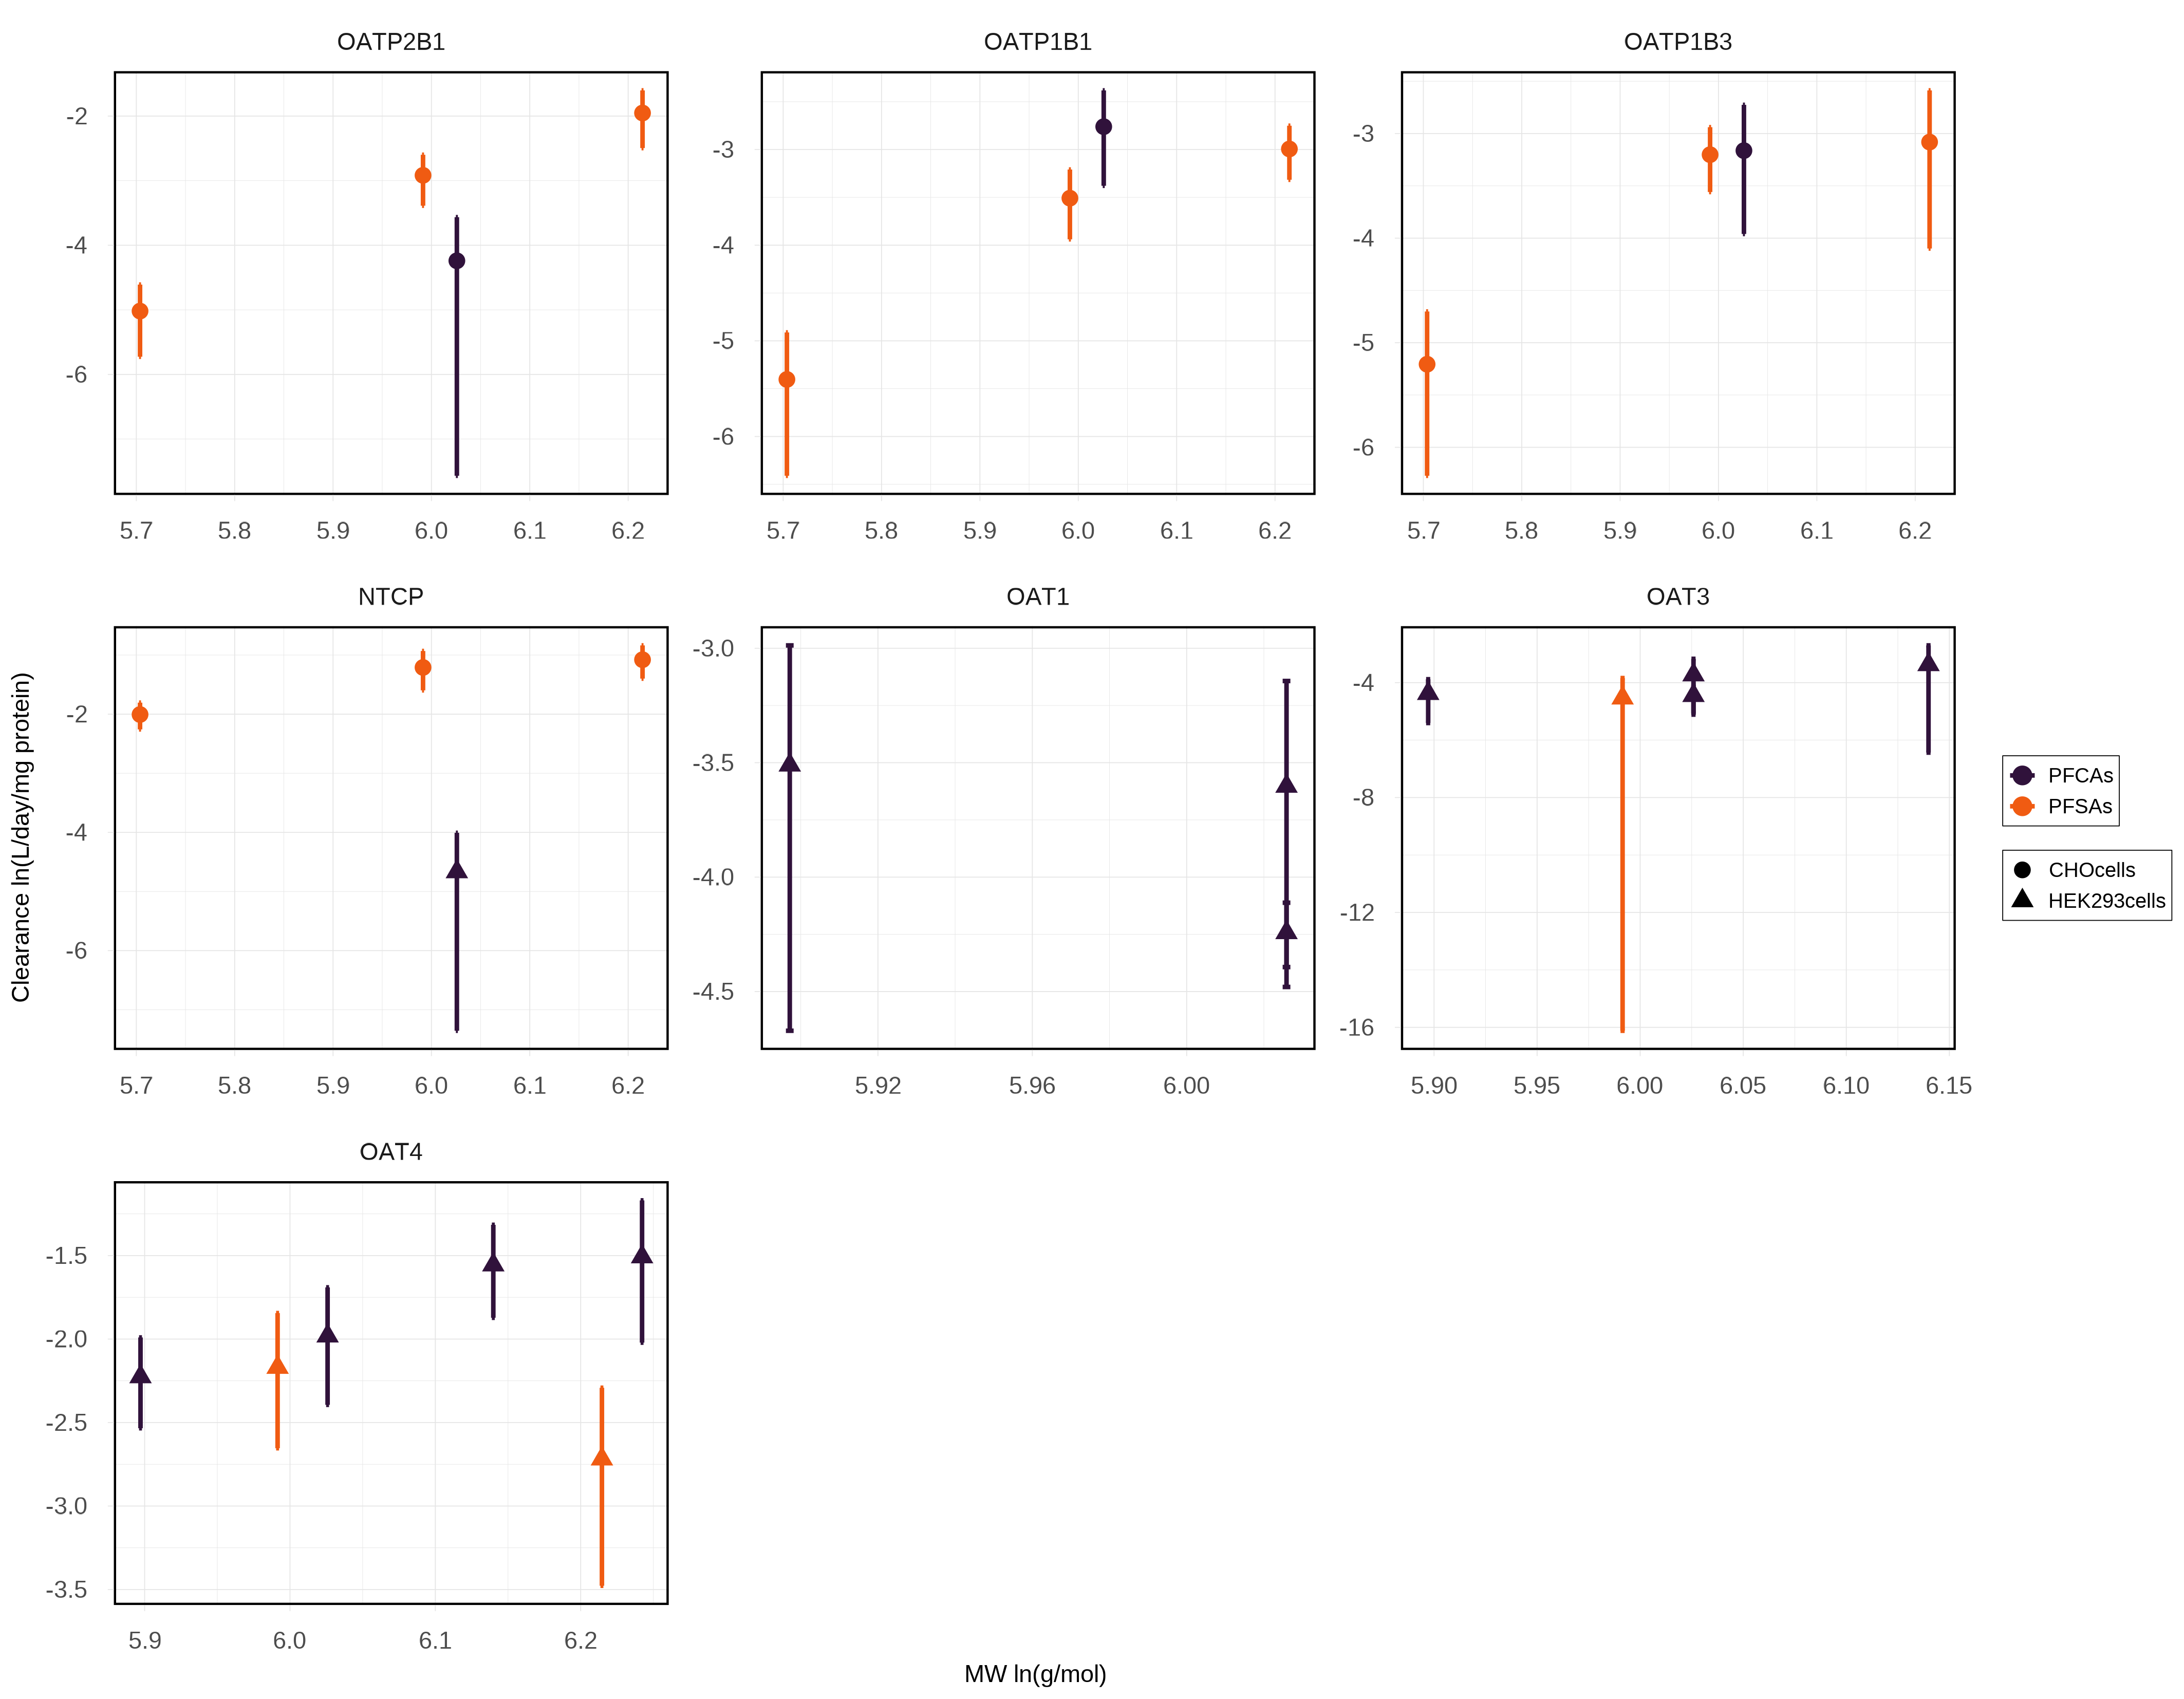 OATP2B1 OATP1B1 OATP1B3
-2
-4
-6
-3
-4
-5
-6
-3
-4
-5
-6
5.7 5.8 5.9 6.0 6.1 6.2
5.7 5.8 5.9 6.0 6.1 6.2
5.7 5.8 5.9 6.0 6.1 6.2
NTCP OAT1 OAT3
Clearance ln(L/day/mg protein)
-2
-4
-6
-3.0
-3.5
-4.0
-4.5
-4
-8
-12
-16
5.7 5.8 5.9 6.0 6.1 6.2
5.92 5.96 6.00
5.90 5.95 6.00 6.05 6.10 6.15
PFCAs
PFSAs
CHOcells
HEK293cells
OAT4
-1.5
-2.0
-2.5
-3.0
-3.5
5.9 6.0 6.1 6.2
MW ln(g/mol)